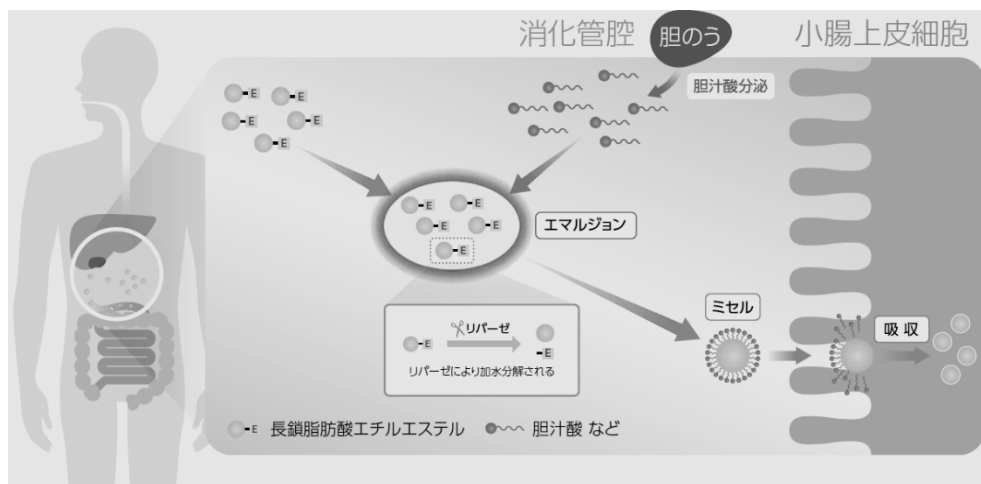 消化管腔
胆のう
小腸上皮細胞
胆汁酸分泌
E
E
E
E
E
E
E
E
E
E
エマルジョン
リパーゼ
E
E
リパーゼにより加水分解される
ミセル
吸収
E 長鎖脂肪酸エチルエステル
胆汁酸 など